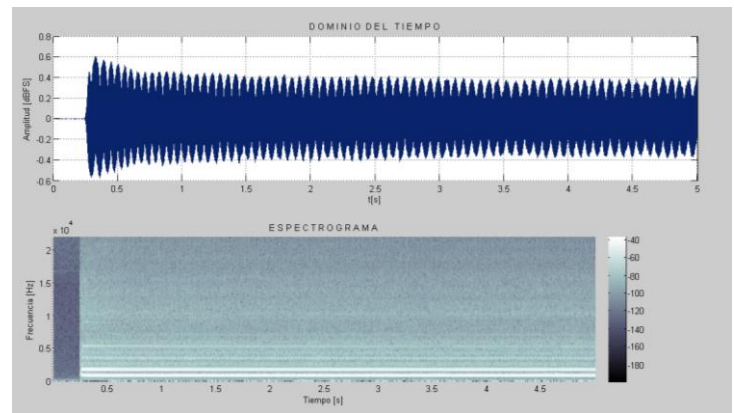 DOMINIO DEL TIEMPO
Amplitud [dBFS]
0.8
0.6
0.4
0.2
0
-0.2
-0.4
-0.6
0 0.5 1 1.5 2 2.5 3 3.5 4 4.5 5
t[s]
ESPECTROGRAMA
x 10^4
Frecuencia [Hz]
2
1.5
1
0.5
0
0.5 1 1.5 2 2.5 3 3.5 4 4.5
Tiempo [s]
-40
-60
-80
-100
-120
-140
-160
-180